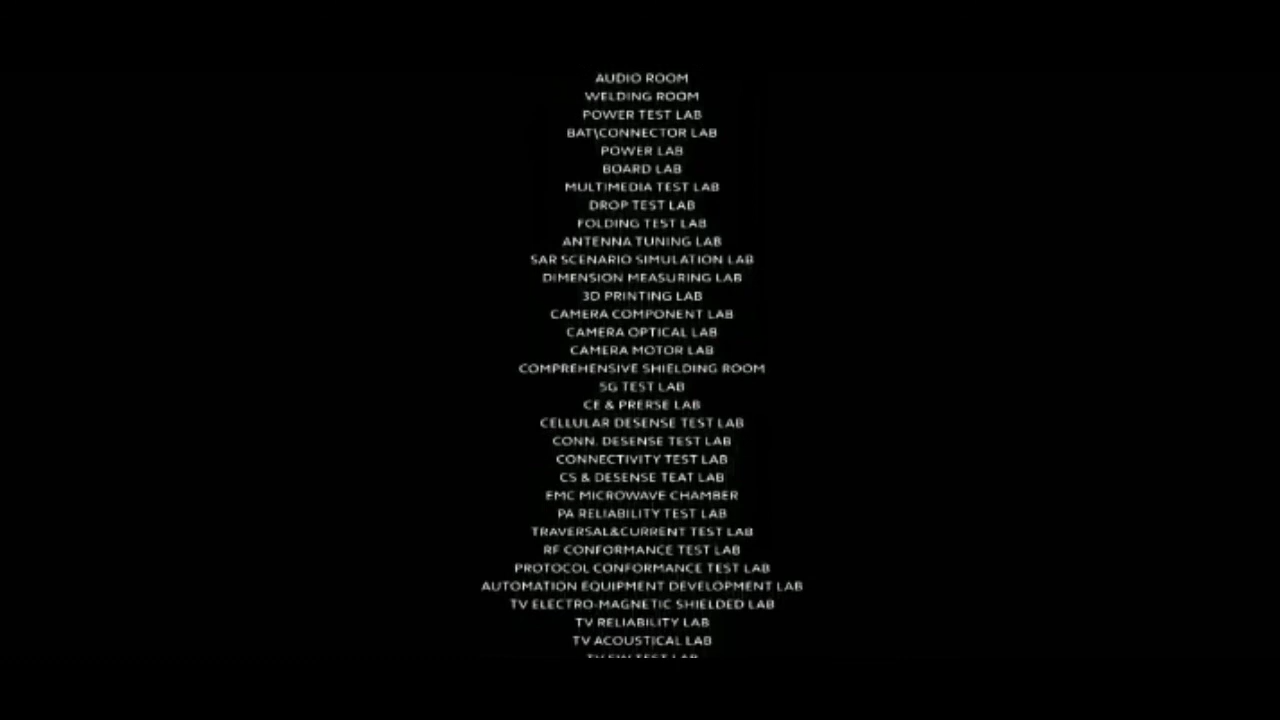 AUDIO ROOM
WELDING ROOM
POWER TEST LAB
BAT\CONNECTOR LAB
POWER LAB
BOARD LAB
MULTIMEDIA TEST LAB
DROP TEST LAB
FOLDING TEST LAB
ANTENNA TUNING LAB
SAR SCENARIO SIMULATION LAB
DIMENSION MEASURING LAB
3D PRINTING LAB
CAMERA COMPONENT LAB
CAMERA OPTICAL LAB
CAMERA MOTOR LAB
COMPREHENSIVE SHIELDING ROOM
5G TEST LAB
CE & PRERSE LAB
CELLULAR DESENSE TEST LAB
CONN. DESENSE TEST LAB
CONNECTIVITY TEST LAB
CS & DESENSE TEAT LAB
EMC MICROWAVE CHAMBER
PA RELIABILITY TEST LAB
TRAVERSAL&CURRENT TEST LAB
RF CONFORMANCE TEST LAB
PROTOCOL CONFORMANCE TEST LAB
AUTOMATION EQUIPMENT DEVELOPMENT LAB
TV ELECTRO-MAGNETIC SHIELDED LAB
TV RELIABILITY LAB
TV ACOUSTICAL LAB
TV SW TEST LAB